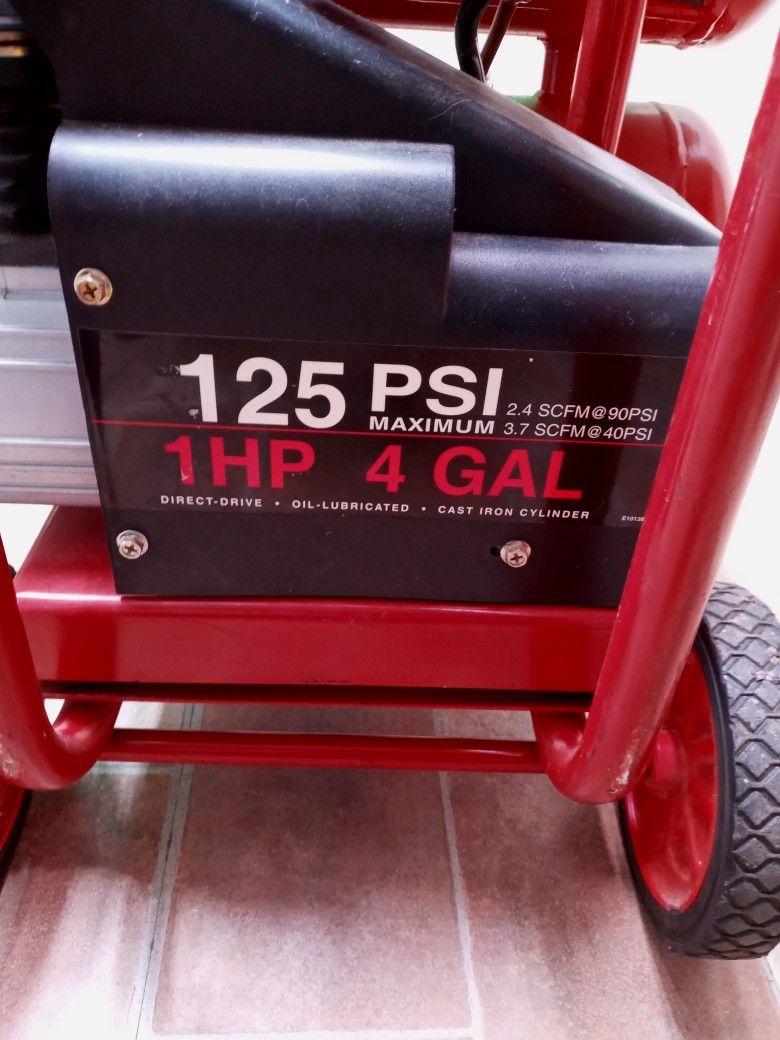 125 PSI 2.4 SCFM@90PSI
MAXIMUM 3.7 SCFM@40PSI
1HP 4 GAL
DIRECT-DRIVE • OIL-LUBRICATED • CAST IRON CYLINDER